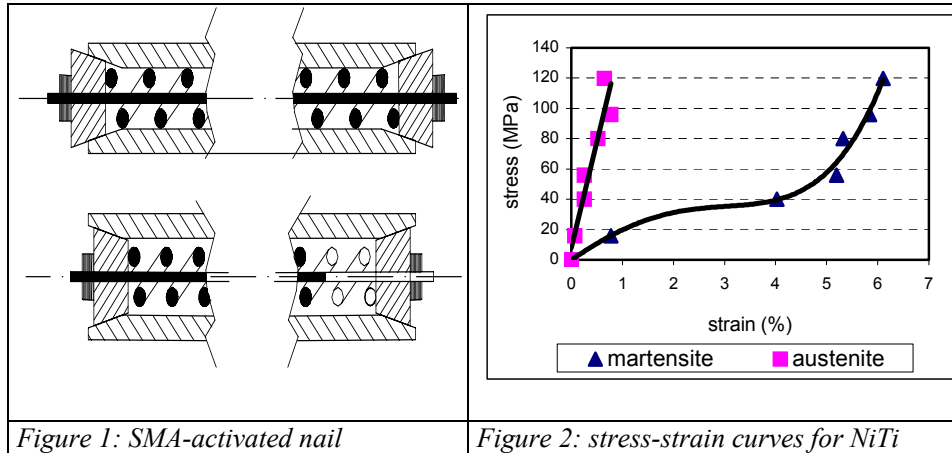 140
120
100
80
60
40
20
0
stress (MPa)
0 1 2 3 4 5 6 7
strain (%)
martensite austenite
Figure 1: SMA-activated nail
Figure 2: stress-strain curves for NiTi